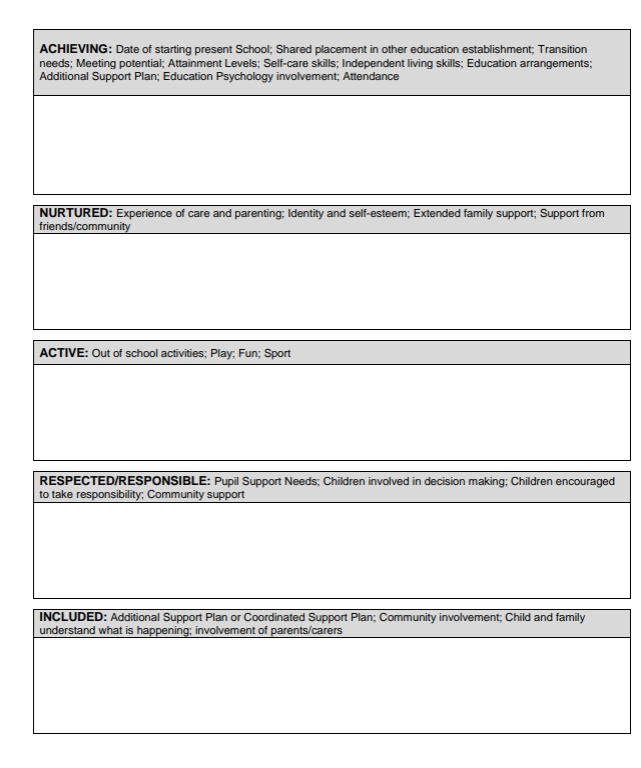 ACHIEVING: Date of starting present School; Shared placement in other education establishment; Transition
needs; Meeting potential; Attainment Levels; Self-care skills; Independent living skills; Education arrangements;
Additional Support Plan; Education Psychology involvement; Attendance
NURTURED: Experience of care and parenting; Identity and self-esteem; Extended family support; Support from
friends/community
ACTIVE: Out of school activities; Play; Fun; Sport
RESPECTED/RESPONSIBLE: Pupil Support Needs; Children involved in decision making; Children encouraged
to take responsibility; Community support
INCLUDED: Additional Support Plan or Coordinated Support Plan; Community involvement; Child and family
understand what is happening; involvement of parents/carers